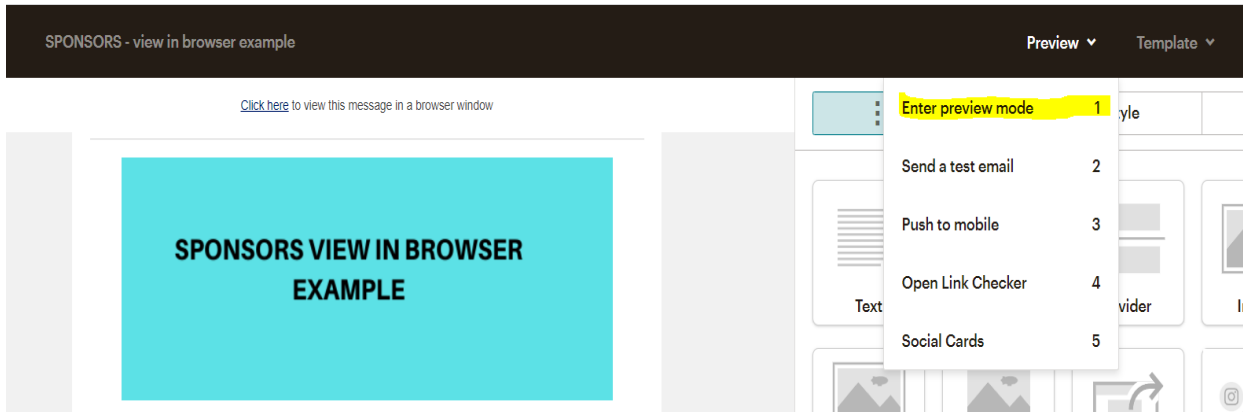 SPONSORS - view in browser example
Preview
Template
Click here to view this message in a browser window
SPONSORS VIEW IN BROWSER
EXAMPLE
Enter preview mode 1
Send a test email 2
Push to mobile 3
Open Link Checker 4
Social Cards 5
Text